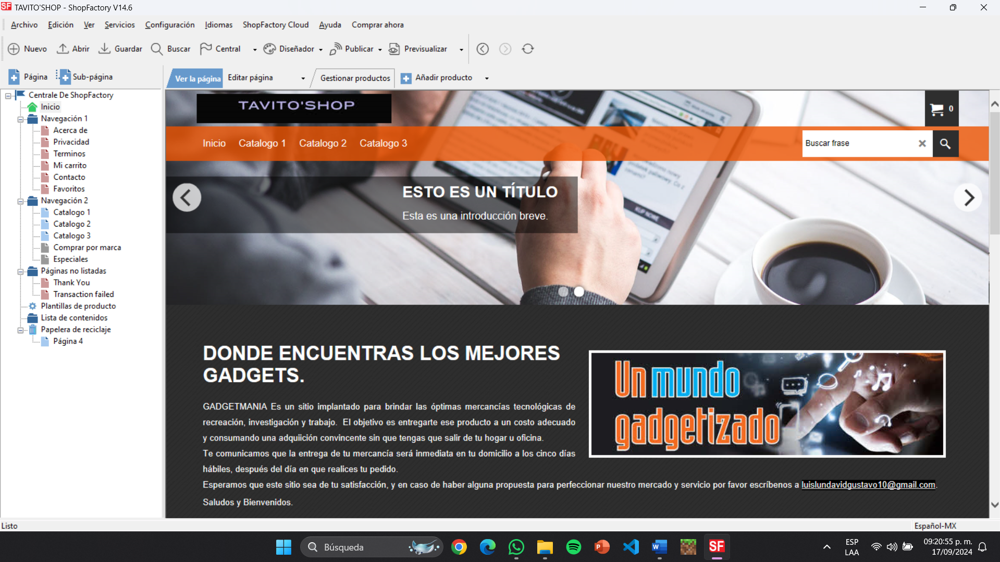 TAVITO'SHOP - ShopFactory V14.6
Archivo Edición Ver Servicios Configuración Idiomas ShopFactory Cloud Ayuda Comprar ahora
Nuevo Abrir Guardar Buscar Central Diseñador Publicar Previsualizar
Página Sub-página
Ver la página Editar página Gestionar productos Añadir producto
Centrale De ShopFactory
Inicio
Navegación 1
Acerca de
Privacidad
Terminos
Mi carrito
Contacto
Favoritos
Navegación 2
Catalogo 1
Catalogo 2
Catalogo 3
Comprar por marca
Especiales
Páginas no listadas
Thank You
Transaction failed
Plantillas de producto
Lista de contenidos
Papelera de reciclaje
Página 4
TAVITO'SHOP
0
Inicio Catalogo 1 Catalogo 2 Catalogo 3
Buscar frase
ESTO ES UN TÍTULO
Esta es una introducción breve.
DONDE ENCUENTRAS LOS MEJORES
GADGETS.
GADGETMANIA Es un sitio implantado para brindar las óptimas mercancías tecnológicas de
recreación, investigación y trabajo. El objetivo es entregarte ese producto a un costo adecuado
y consumando una adquiición convincente sin que tengas que salir de tu hogar u oficina.
Te comunicamos que la entrega de tu mercancía será inmediata en tu domicilio a los cinco días
hábiles, después del día en que realices tu pedido.
Esperamos que este sitio sea de tu satisfacción, y en caso de haber alguna propuesta para perfeccionar nuestro mercado y servicio por favor escríbenos a luislundavidgustavo10@gmail.com.
Saludos y Bienvenidos.
Un mundo
gadgetizado
Listo
Español-MX
Búsqueda
SF
ESP
LAA
09:20:55 p. m.
17/09/2024